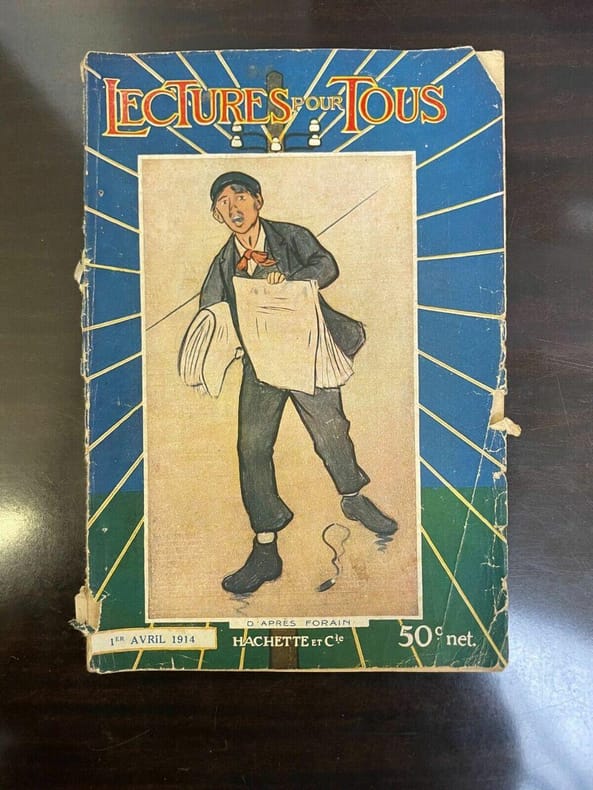 LECTURES POUR TOUS
D'APRÈS FORAIN
1ER AVRIL 1914
HACHETTE ET Cie
50c net.